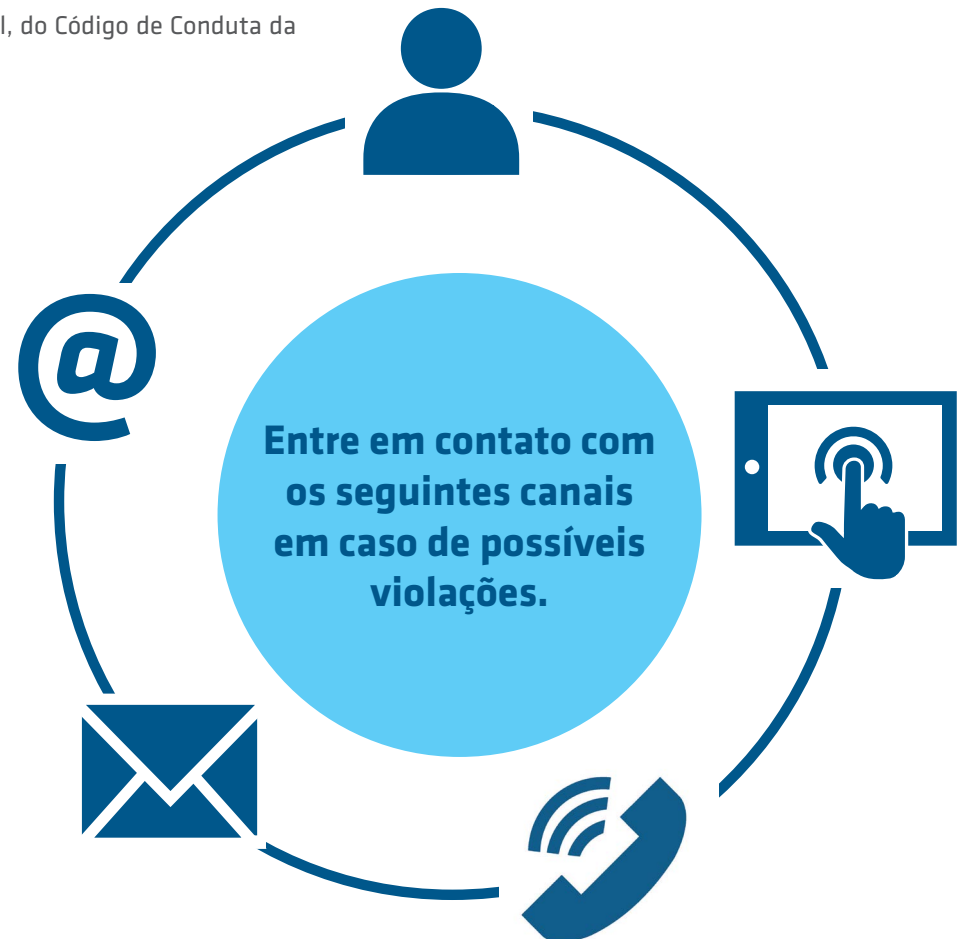 l, do Código de Conduta da
@
Entre em contato com
os seguintes canais
em caso de possíveis
violações.